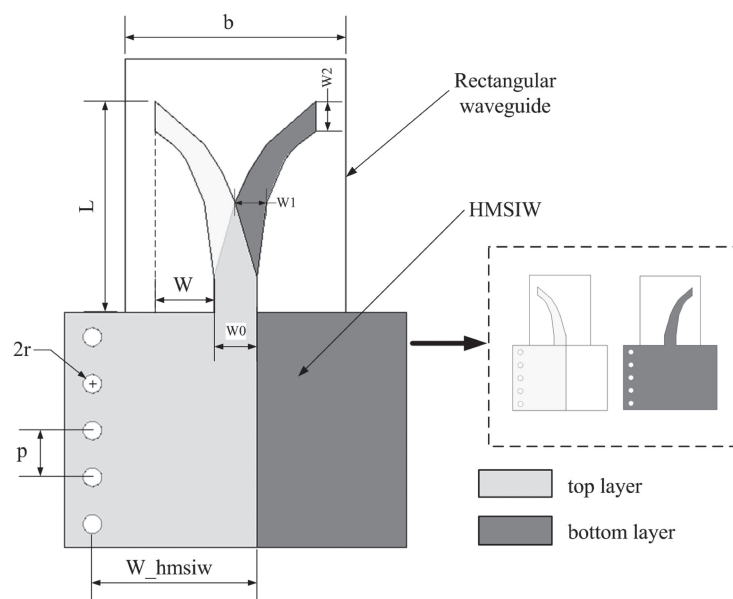 b
W2
Rectangular
waveguide
L
W1
HMSIW
W
W0
2r
p
top layer
bottom layer
W_hmsiw